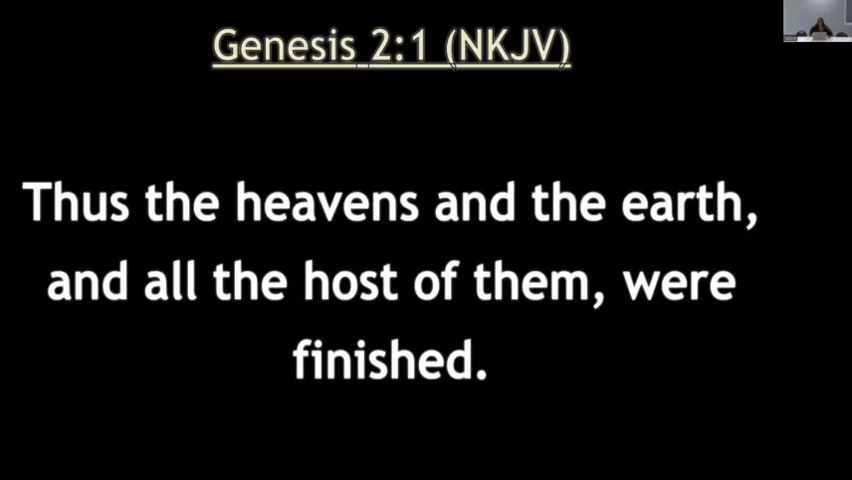 Genesis 2:1 (NKJV)
Thus the heavens and the earth,
and all the host of them, were
finished.